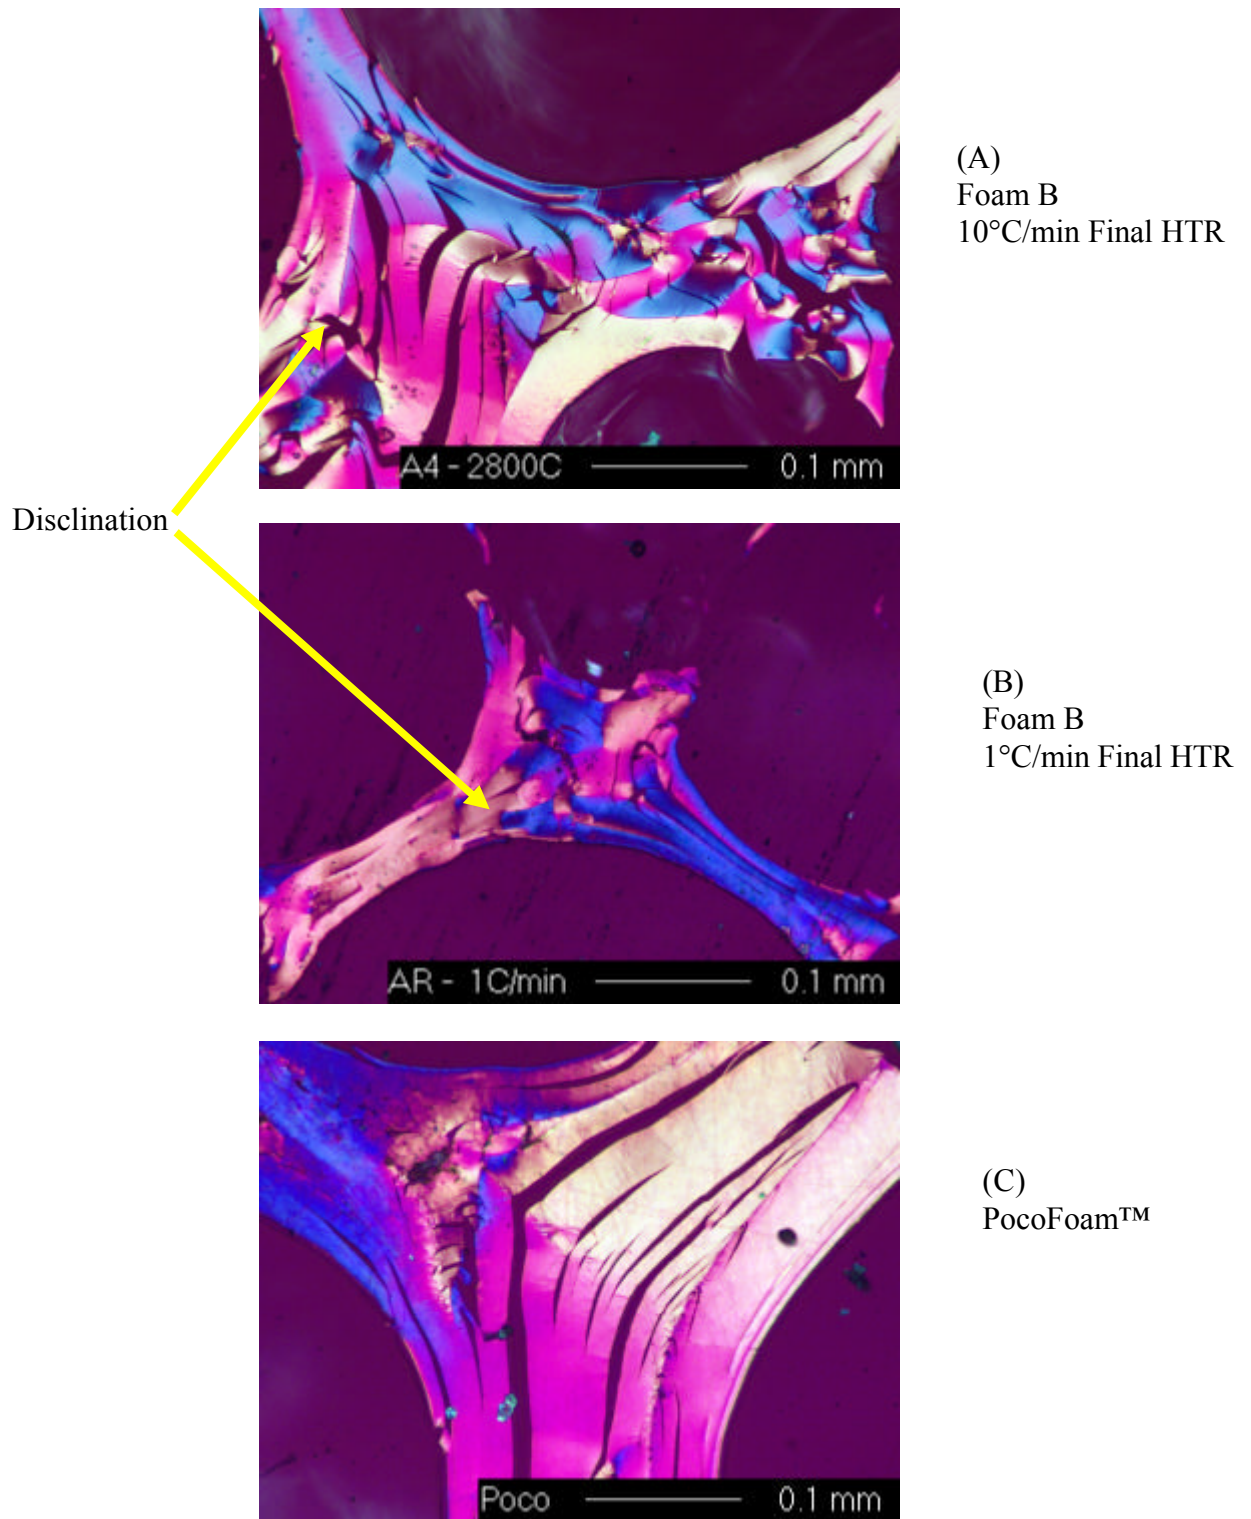 (A)
Foam B
10°C/min Final HTR
A4 - 2800C 0.1 mm
Disclination
(B)
Foam B
1°C/min Final HTR
AR - 1C/min 0.1 mm
(C)
PocoFoam™
Poco 0.1 mm